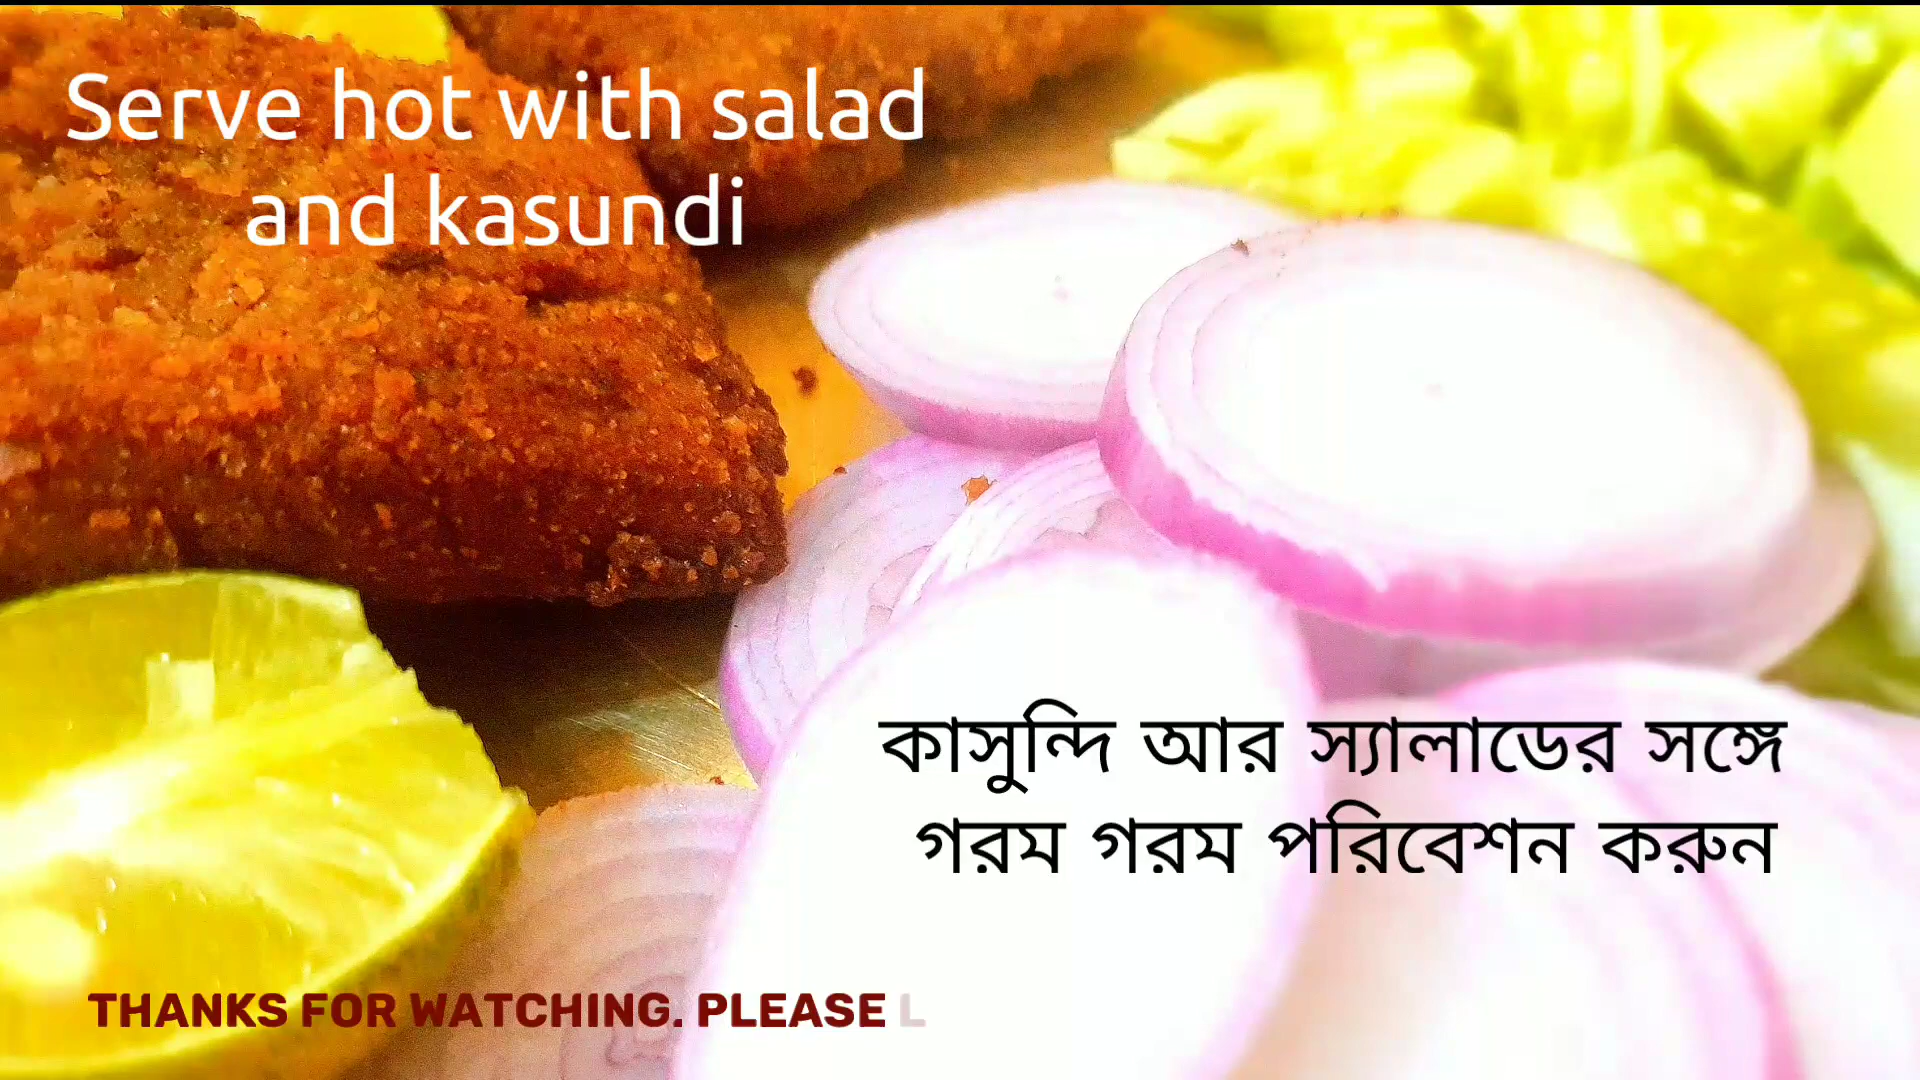 Serve hot with salad
and kasundi
কাসুন্দি আর স্যালাডের সঙ্গে
গরম গরম পরিবেশন করুন
THANKS FOR WATCHING. PLEASE L